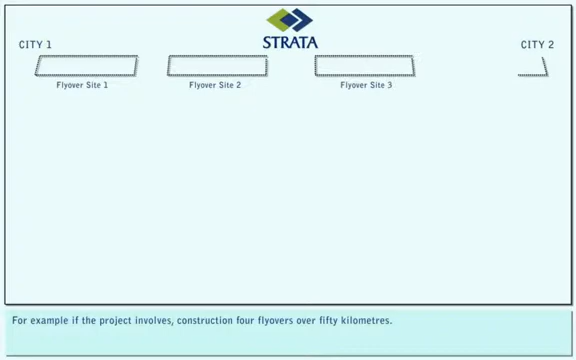 STRATA
CITY 1
CITY 2
Flyover Site 1
Flyover Site 2
Flyover Site 3
For example if the project involves, construction four flyovers over fifty kilometres.